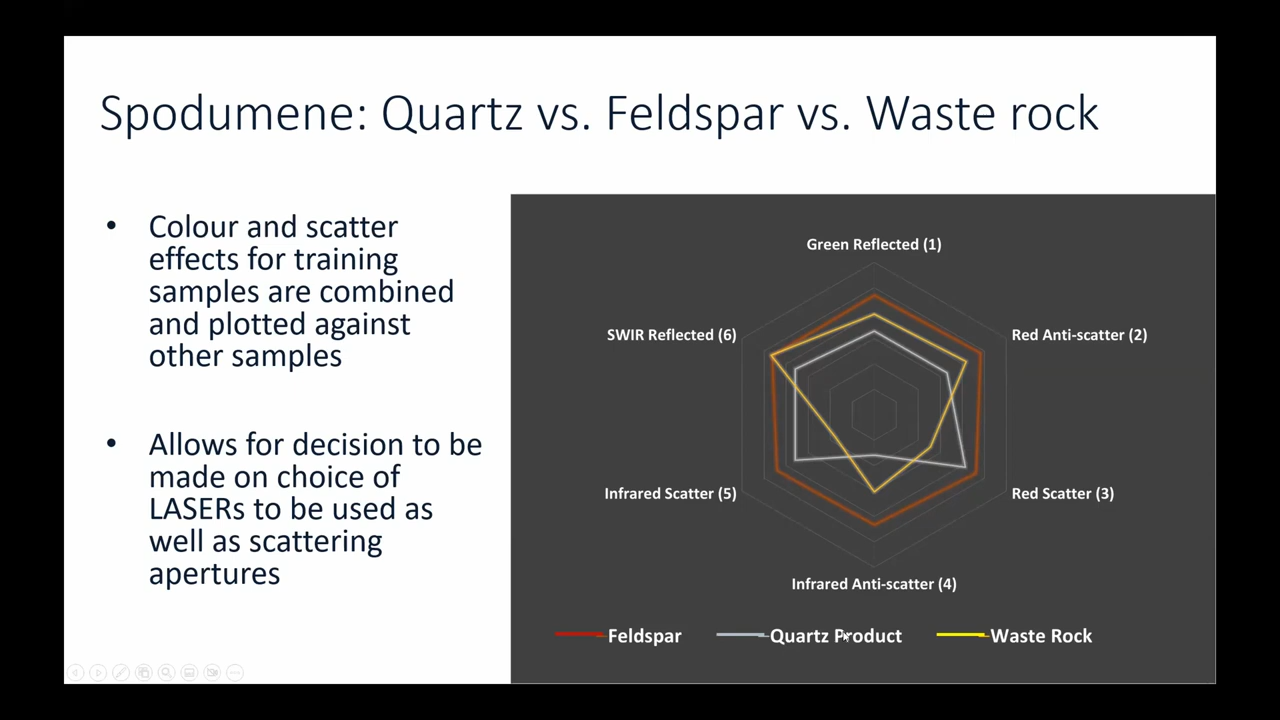 Spodumene: Quartz vs. Feldspar vs. Waste rock
• Colour and scatter
effects for training
samples are combined
and plotted against
other samples
• Allows for decision to be
made on choice of
LASERs to be used as
well as scattering
apertures
Green Reflected (1)
SWIR Reflected (6)
Red Anti-scatter (2)
Infrared Scatter (5)
Red Scatter (3)
Infrared Anti-scatter (4)
Feldspar
Quartz Product
Waste Rock